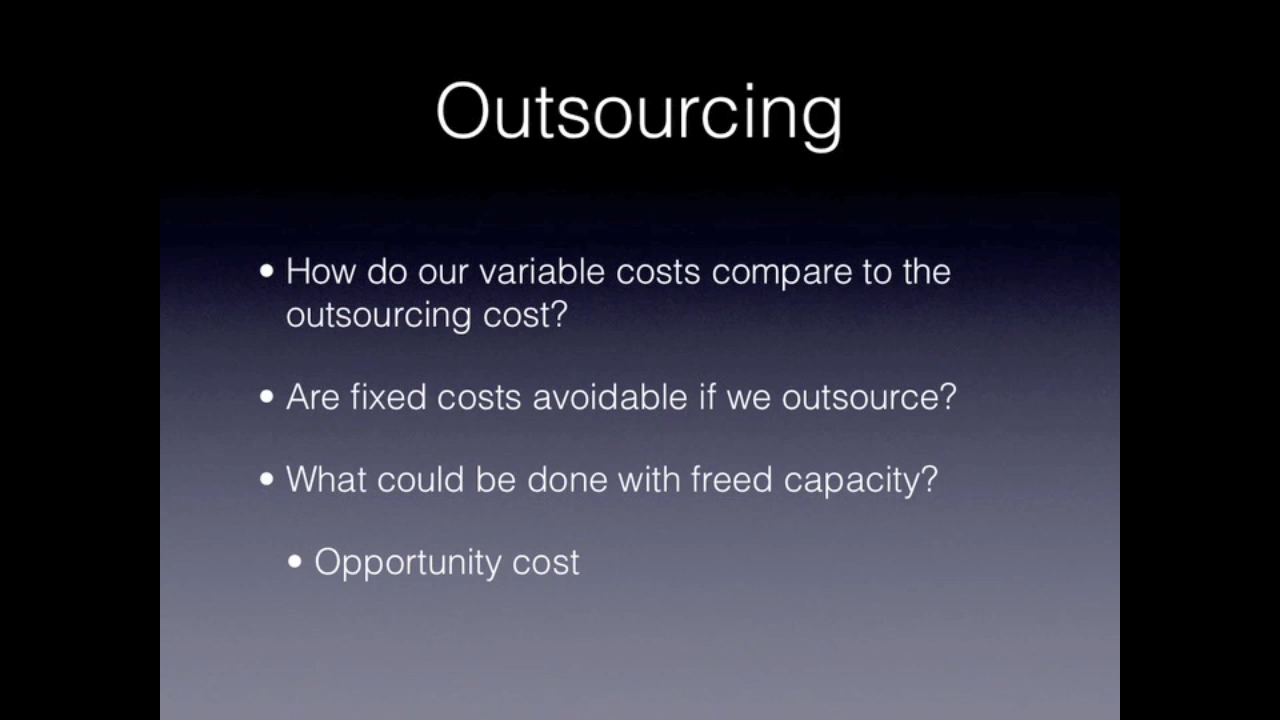 Outsourcing
• How do our variable costs compare to the
outsourcing cost?
• Are fixed costs avoidable if we outsource?
• What could be done with freed capacity?
• Opportunity cost